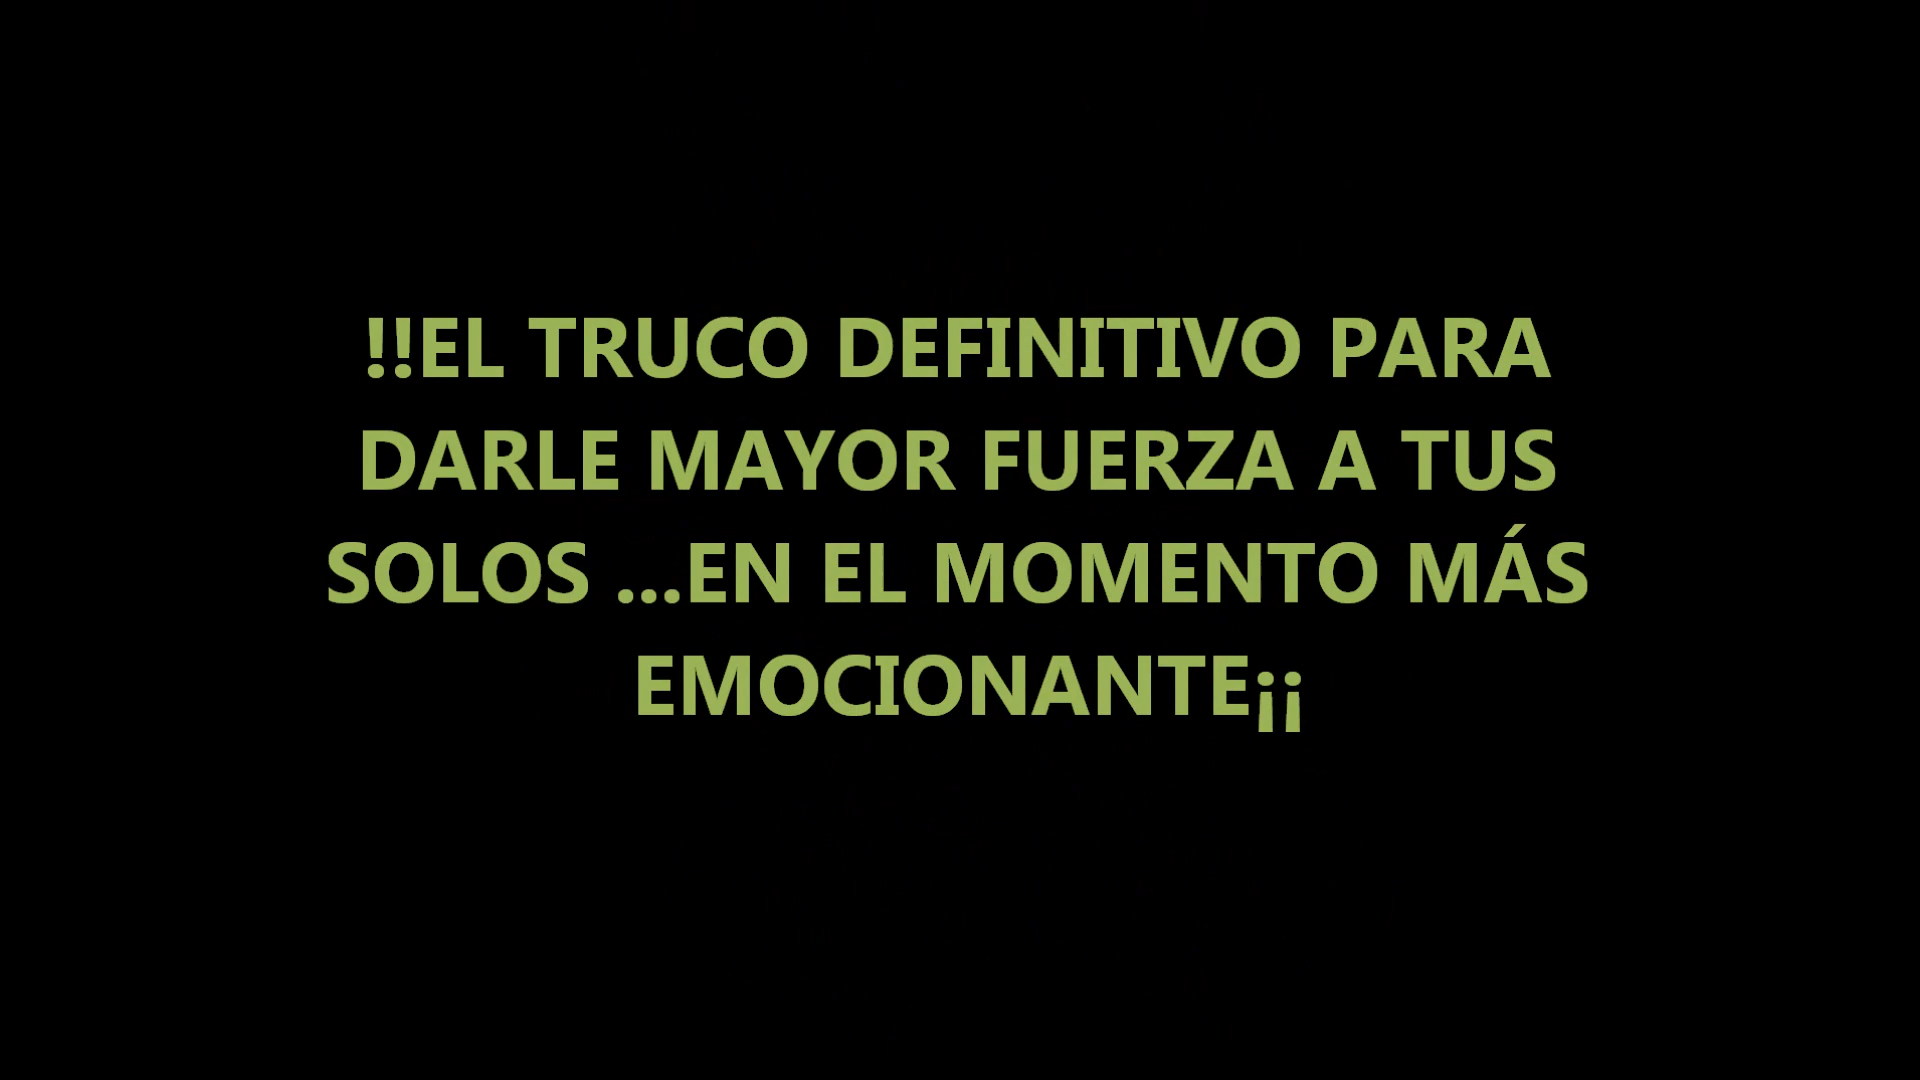 !!EL TRUCO DEFINITIVO PARA
DARLE MAYOR FUERZA A TUS
SOLOS ...EN EL MOMENTO MÁS
EMOCIONANTE¡¡